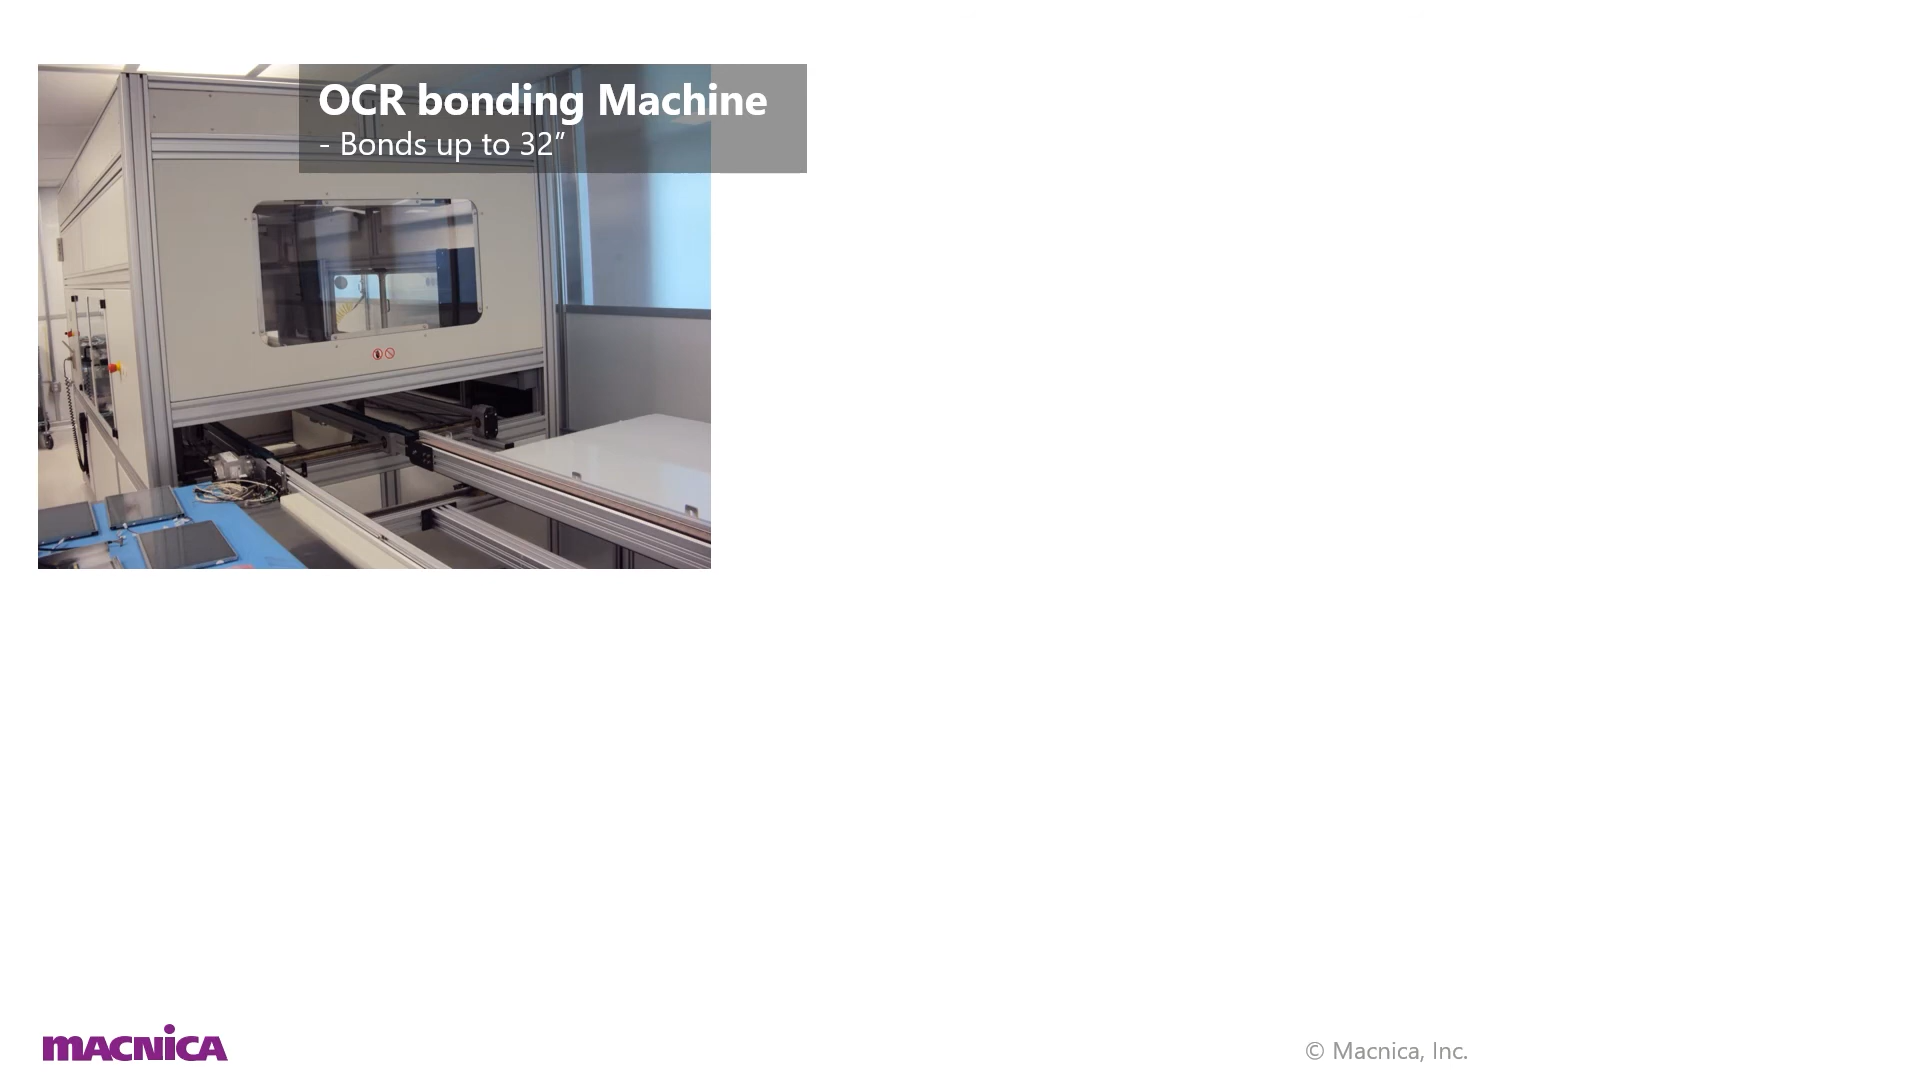 OCR bonding Machine
- Bonds up to 32”
MACNICA
© Macnica, Inc.